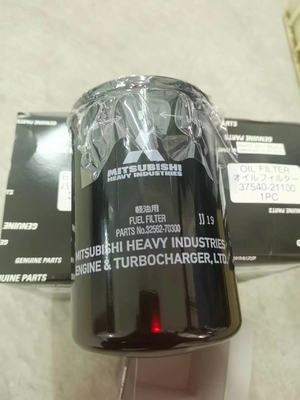 MITSUBISHI
HEAVY INDUSTRIES
軽油用
FUEL FILTER
PARTS No.32562-70300
JJ 19
MITSUBISHI HEAVY INDUSTRIES
ENGINE & TURBOCHARGER, LTD.
OIL FILTER
オイルフィルター
37540-21100
1PC
GENUINE PARTS
GENUINE PARTS